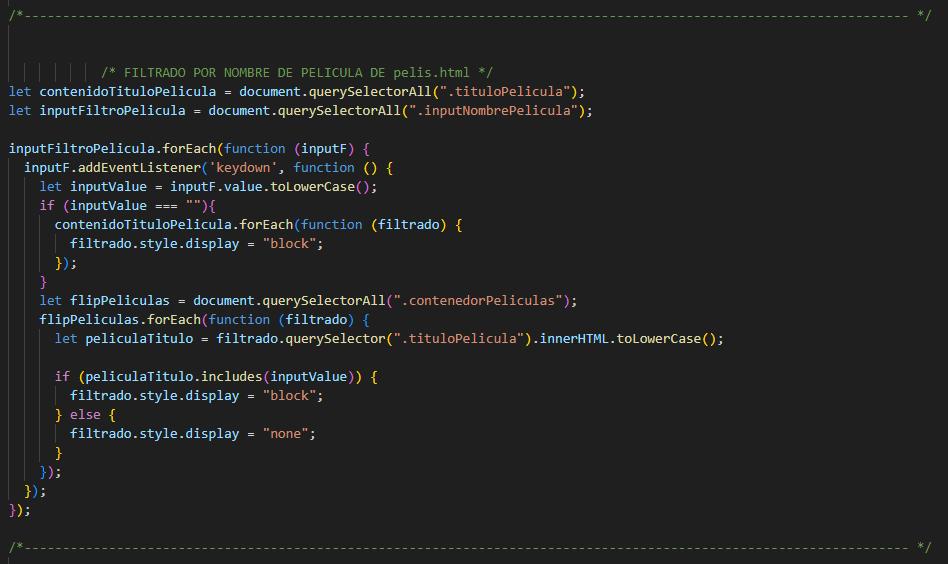 /*-------------------------------------------------------------------------------------------------------------------- */
/* FILTRADO POR NOMBRE DE PELICULA DE pelis.html */
let contenidoTituloPelicula = document.querySelectorAll(".tituloPelicula");
let inputFiltroPelicula = document.querySelectorAll(".inputNombrePelicula");
inputFiltroPelicula.forEach(function (inputF) {
inputF.addEventListener('keydown', function () {
let inputValue = inputF.value.toLowerCase();
if (inputValue === ""){
contenidoTituloPelicula.forEach(function (filtrado) {
filtrado.style.display = "block";
});
}
let flipPeliculas = document.querySelectorAll(".contenedorPeliculas");
flipPeliculas.forEach(function (filtrado) {
let peliculaTitulo = filtrado.querySelector(".tituloPelicula").innerHTML.toLowerCase();
if (peliculaTitulo.includes(inputValue)) {
filtrado.style.display = "block";
} else {
filtrado.style.display = "none";
}
});
});
});
/*-------------------------------------------------------------------------------------------------------------------- */